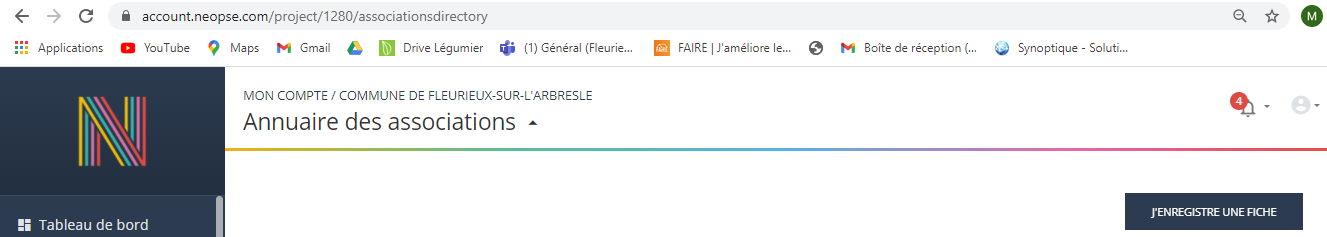 account.neopse.com/project/1280/associationsdirectory
M
Applications YouTube Maps Gmail Drive Légumier (1) Général (Fleurie... FAIRE | J'améliore le... Boîte de réception (... Synoptique - Soluti...
MON COMPTE / COMMUNE DE FLEURIEUX-SUR-L'ARBRESLE
Annuaire des associations
4
J'ENREGISTRE UNE FICHE
Tableau de bord